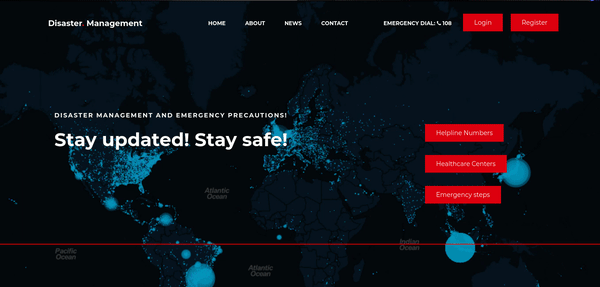 Disaster Management
HOME ABOUT NEWS CONTACT EMERGENCY DIAL: 108 Login Register
DISASTER MANAGEMENT AND EMERGENCY PRECAUTIONS!
Stay updated! Stay safe!
Helpline Numbers
Healthcare Centers
Emergency steps
Atlantic
Ocean
Indian
Ocean
Pacific
Ocean
Atlantic
Ocean